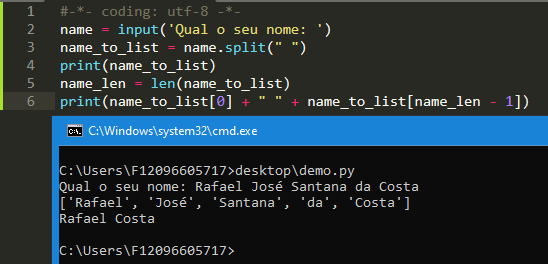 1 #-*- coding: utf-8 -*-
2 name = input('Qual o seu nome: ')
3 name_to_list = name.split(" ")
4 print(name_to_list)
5 name_len = len(name_to_list)
6 print(name_to_list[0] + " " + name_to_list[name_len - 1])
C:\Windows\system32\cmd.exe
C:\Users\F12096605717>desktop\demo.py
Qual o seu nome: Rafael José Santana da Costa
['Rafael', 'José', 'Santana', 'da', 'Costa']
Rafael Costa
C:\Users\F12096605717>